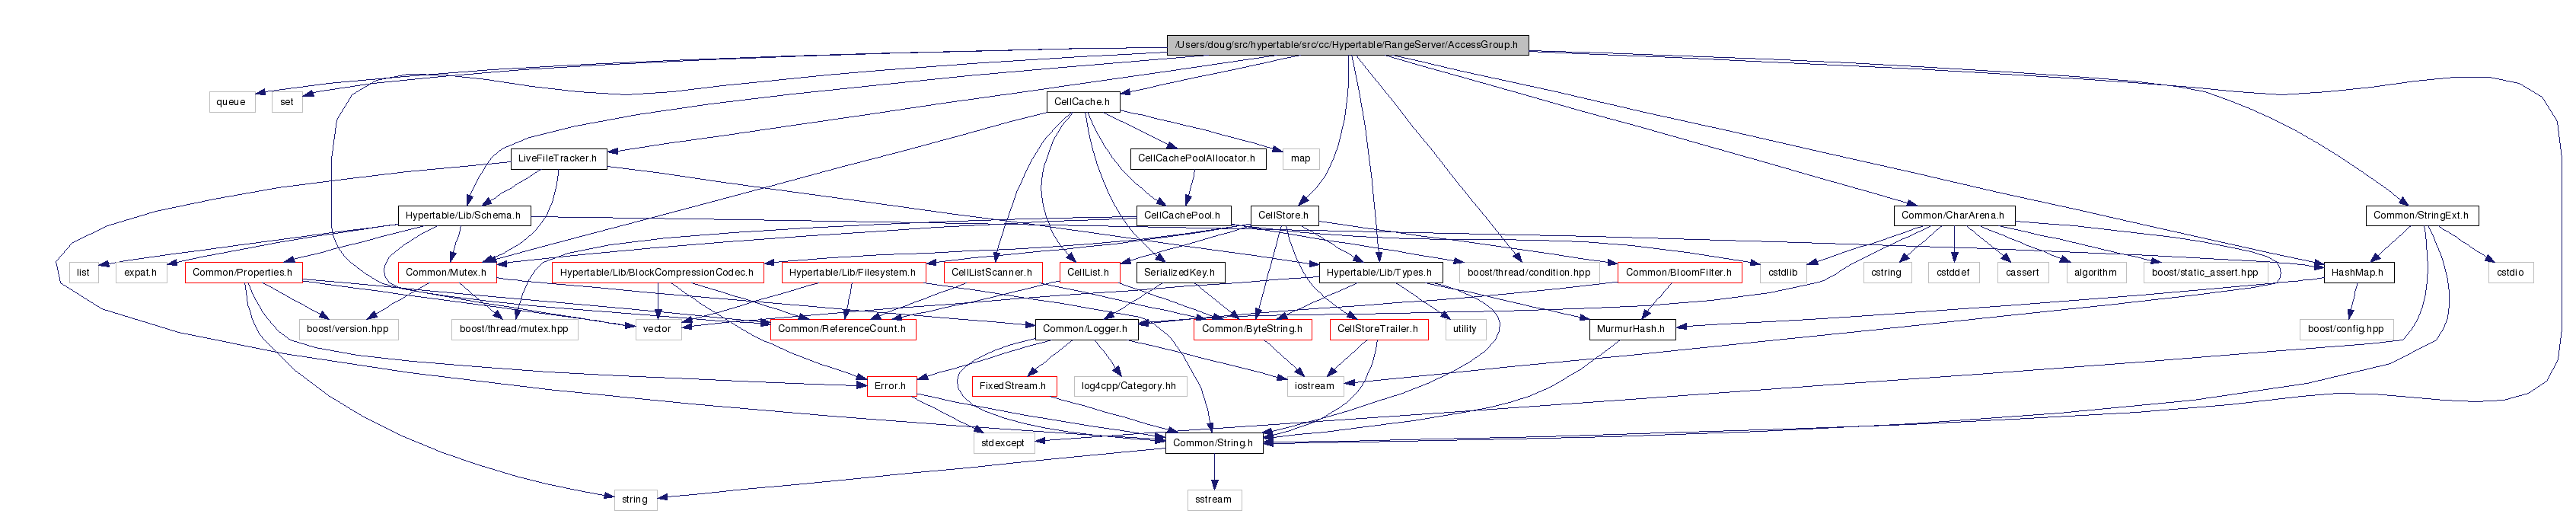 /Users/doug/src/hypertable/src/cc/Hypertable/RangeServer/AccessGroup.h
queue
set
CellCache.h
LiveFileTracker.h
CellCachePoolAllocator.h
map
Hypertable/Lib/Schema.h
CellCachePool.h
CellStore.h
Common/CharArena.h
Common/StringExt.h
list
expat.h
Common/Properties.h
Common/Mutex.h
Hypertable/Lib/BlockCompressionCodec.h
Hypertable/Lib/Filesystem.h
CellListScanner.h
CellList.h
SerializedKey.h
Hypertable/Lib/Types.h
boost/thread/condition.hpp
Common/BloomFilter.h
cstdlib
cstring
cstddef
cassert
algorithm
boost/static_assert.hpp
HashMap.h
cstdio
boost/version.hpp
boost/thread/mutex.hpp
vector
Common/ReferenceCount.h
Common/Logger.h
Common/ByteString.h
CellStoreTrailer.h
utility
MurmurHash.h
boost/config.hpp
Error.h
FixedStream.h
log4cpp/Category.hh
iostream
stdexcept
Common/String.h
string
sstream